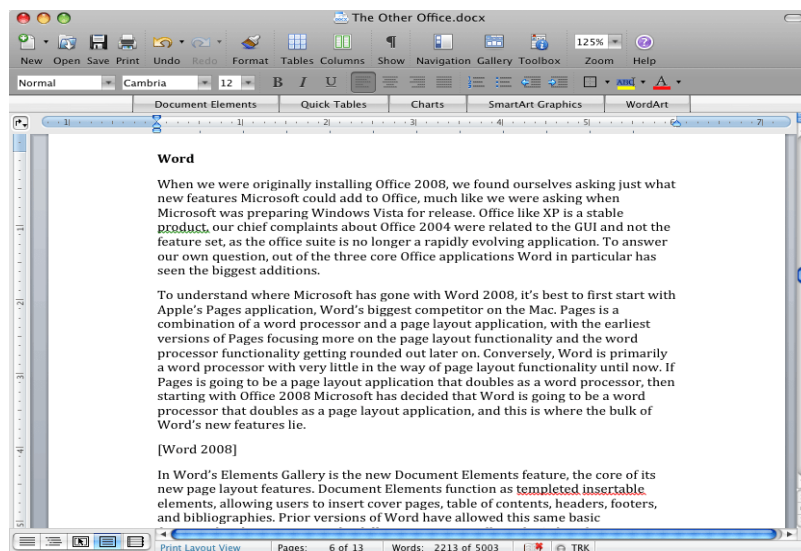 The Other Office.docx
New Open Save Print Undo Redo Format Tables Columns Show Navigation Gallery Toolbox Zoom Help
125%
Normal Cambria 12 B I U
Document Elements Quick Tables Charts SmartArt Graphics WordArt
1 1 2 3 4 5 6 7
Word
When we were originally installing Office 2008, we found ourselves asking just what
new features Microsoft could add to Office, much like we were asking when
Microsoft was preparing Windows Vista for release. Office like XP is a stable
product, our chief complaints about Office 2004 were related to the GUI and not the
feature set, as the office suite is no longer a rapidly evolving application. To answer
our own question, out of the three core Office applications Word in particular has
seen the biggest additions.
To understand where Microsoft has gone with Word 2008, it's best to first start with
Apple's Pages application, Word's biggest competitor on the Mac. Pages is a
combination of a word processor and a page layout application, with the earliest
versions of Pages focusing more on the page layout functionality and the word
processor functionality getting rounded out later on. Conversely, Word is primarily
a word processor with very little in the way of page layout functionality until now. If
Pages is going to be a page layout application that doubles as a word processor, then
starting with Office 2008 Microsoft has decided that Word is going to be a word
processor that doubles as a page layout application, and this is where the bulk of
Word's new features lie.
[Word 2008]
In Word's Elements Gallery is the new Document Elements feature, the core of its
new page layout features. Document Elements function as templeted insertable
elements, allowing users to insert cover pages, table of contents, headers, footers,
and bibliographies. Prior versions of Word have allowed this same basic
Print Layout View Pages: 6 of 13 Words: 2213 of 5003 TRK